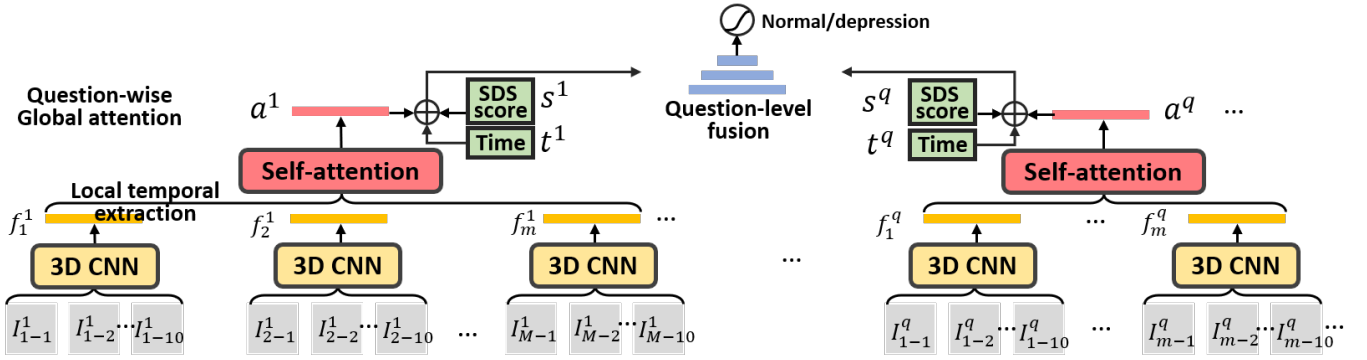 Normal/depression
Question-wise
Global attention
a^1
SDS
score
s^1
Time
t^1
Question-level
fusion
s^q
SDS
score
t^q
Time
a^q
...
Self-attention
Self-attention
Local temporal
extraction
f_1^1
f_2^1
f_m^1
...
f_1^q
...
f_m^q
3D CNN
3D CNN
3D CNN
...
3D CNN
3D CNN
I_{1-1}^1 I_{1-2}^1 ... I_{1-10}^1
I_{2-1}^1 I_{2-2}^1 ... I_{2-10}^1
...
I_{M-1}^1 I_{M-2}^1 ... I_{M-10}^1
I_{1-1}^q I_{1-2}^q ... I_{1-10}^q
...
I_{m-1}^q I_{m-2}^q ... I_{m-10}^q ...